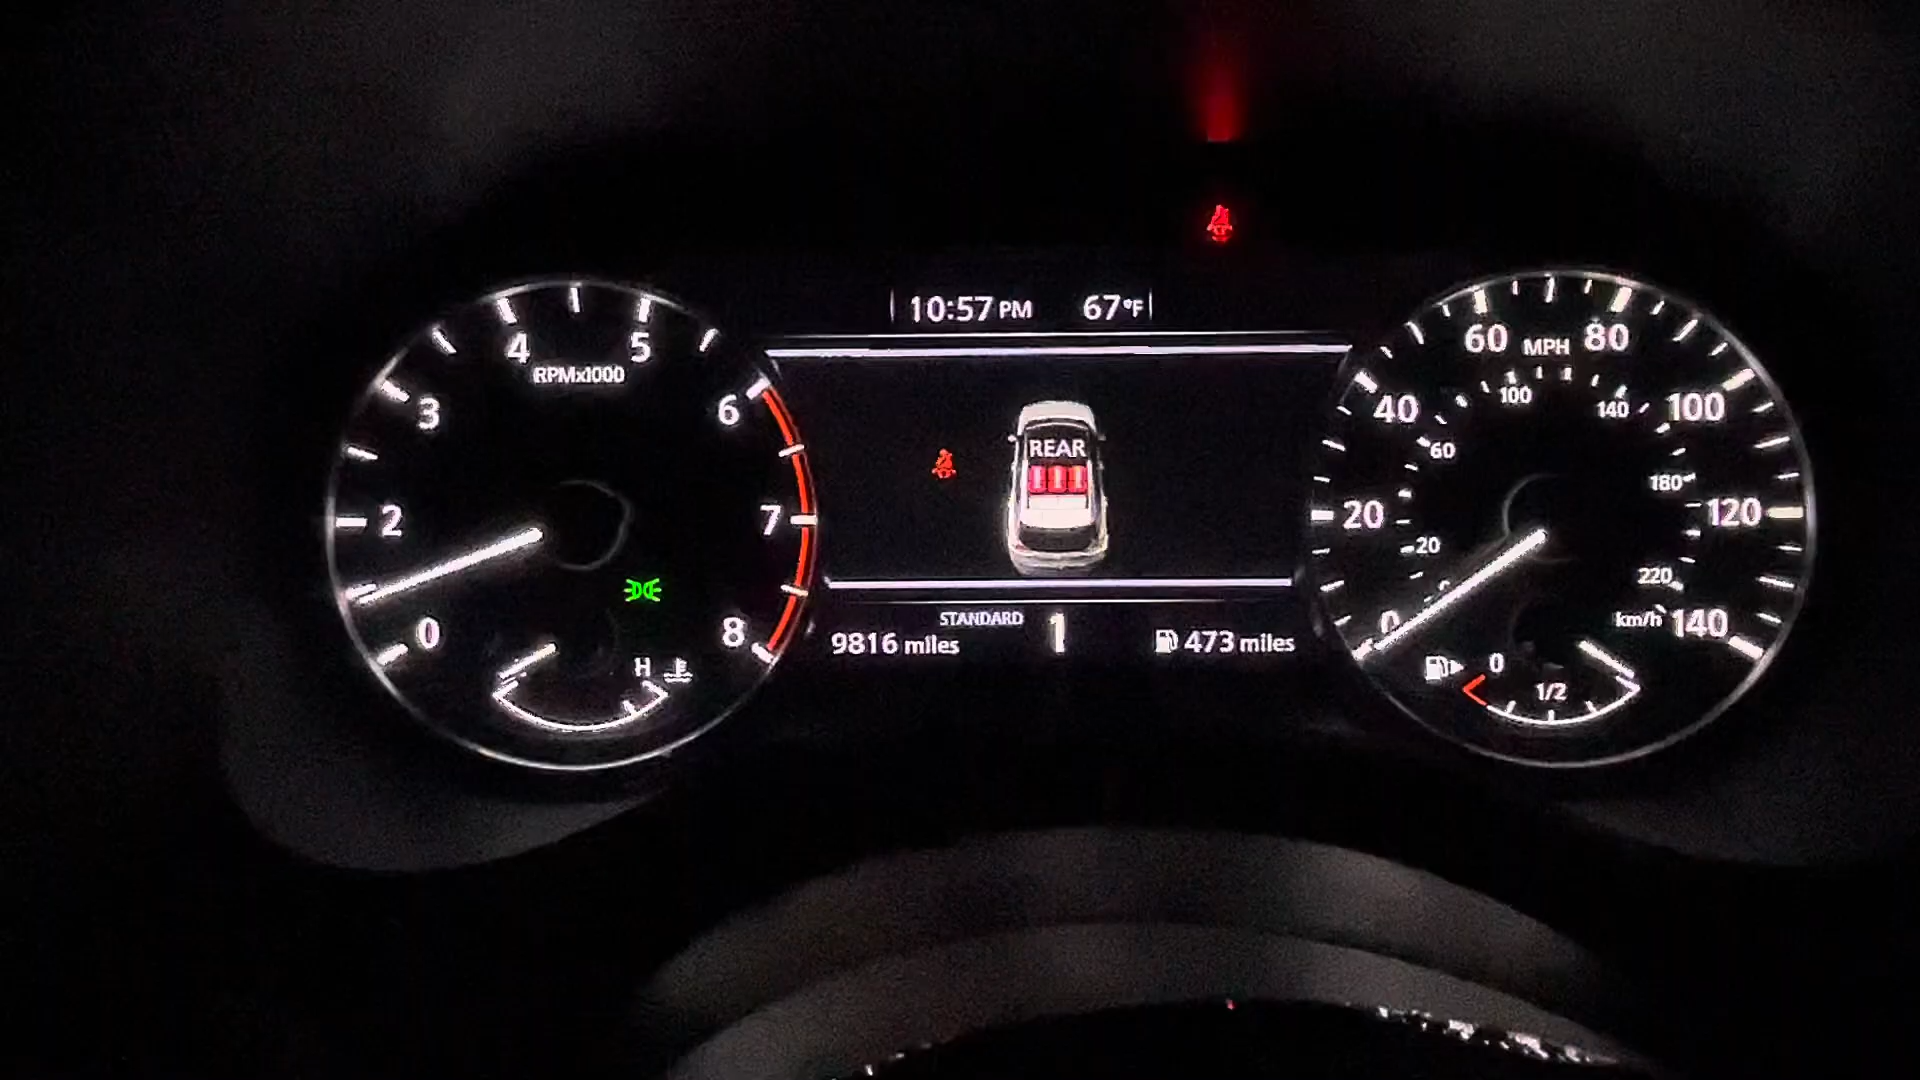 10:57 PM 67°F
4 5
RPMx1000
3 6
2 7
0 8
H
REAR
STANDARD
9816 miles 1 473 miles
60 MPH 80
40 100 140 100
60 180
20 120
20 220
0 km/h 140
0 1/2